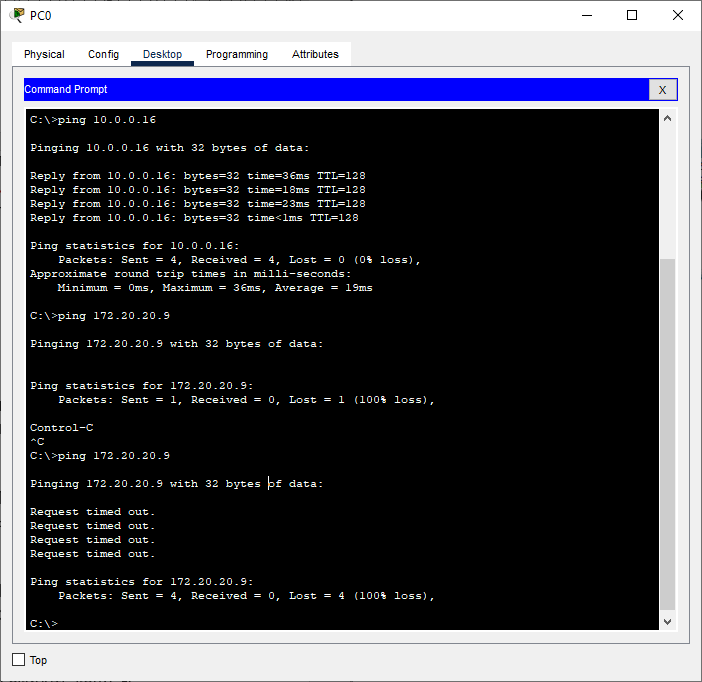 PC0
Physical Config Desktop Programming Attributes
Command Prompt X
C:\>ping 10.0.0.16
Pinging 10.0.0.16 with 32 bytes of data:
Reply from 10.0.0.16: bytes=32 time=36ms TTL=128
Reply from 10.0.0.16: bytes=32 time=18ms TTL=128
Reply from 10.0.0.16: bytes=32 time=23ms TTL=128
Reply from 10.0.0.16: bytes=32 time<1ms TTL=128
Ping statistics for 10.0.0.16:
Packets: Sent = 4, Received = 4, Lost = 0 (0% loss),
Approximate round trip times in milli-seconds:
Minimum = 0ms, Maximum = 36ms, Average = 19ms
C:\>ping 172.20.20.9
Pinging 172.20.20.9 with 32 bytes of data:
Ping statistics for 172.20.20.9:
Packets: Sent = 1, Received = 0, Lost = 1 (100% loss),
Control-C
^C
C:\>ping 172.20.20.9
Pinging 172.20.20.9 with 32 bytes of data:
Request timed out.
Request timed out.
Request timed out.
Request timed out.
Ping statistics for 172.20.20.9:
Packets: Sent = 4, Received = 0, Lost = 4 (100% loss),
C:\>
Top